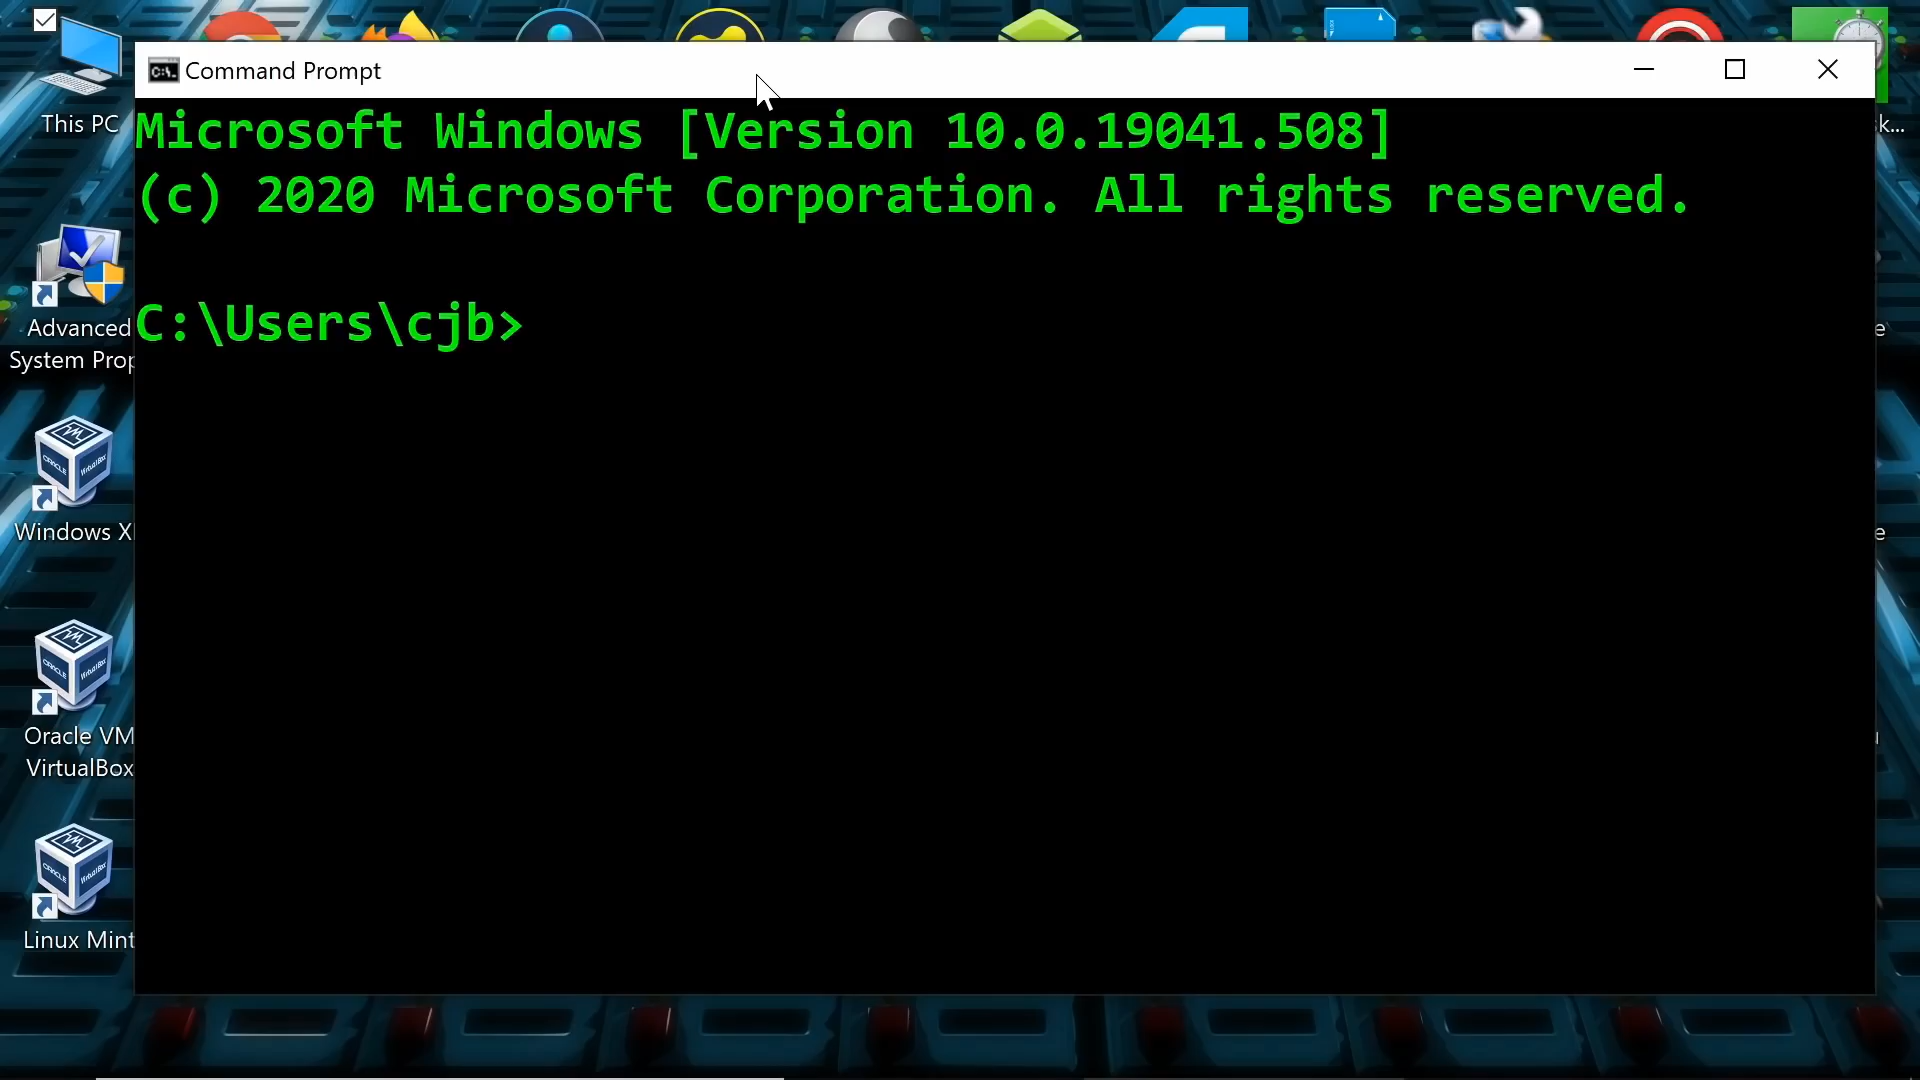 Command Prompt
Microsoft Windows [Version 10.0.19041.508]
(c) 2020 Microsoft Corporation. All rights reserved.
C:\Users\cjb>
This PC
Advanced
System Prop
Windows X
Oracle VM
VirtualBox
Linux Mint
k...
e
e